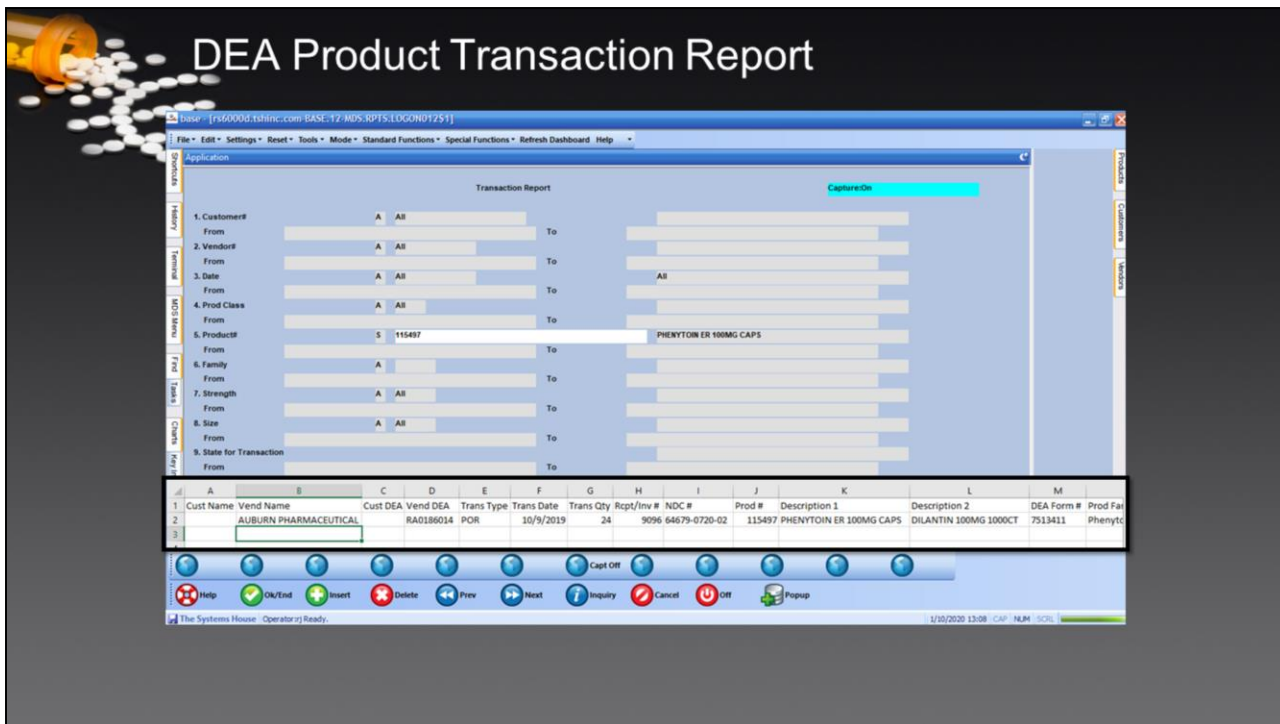 DEA Product Transaction Report
base - [rs6000d.tshinc.com-BASE.12-MDS.RPTS.LOGON012$1]
File Edit Settings Reset Tools Mode Standard Functions Special Functions Refresh Dashboard Help
Application
Shortcuts
History
Terminal
MDS Menu
Find
Tasks
Charts
Products
Customers
Vendors
Transaction Report Capture:On
1. Customer# A All
From To
2. Vendor# A All
From To
3. Date A All All
From To
4. Prod Class A All
From To
5. Product# S 115497 PHENYTOIN ER 100MG CAPS
From To
6. Family A
From To
7. Strength A All
From To
8. Size A All
From To
9. State for Transaction
From To
A B C D E F G H I J K L M
1 Cust Name Vend Name Cust DEA Vend DEA Trans Type Trans Date Trans Qty Rcpt/Inv # NDC # Prod # Description 1 Description 2 DEA Form # Prod Fa
2 AUBURN PHARMACEUTICAL RA0186014 POR 10/9/2019 24 9096 64679-0720-02 115497 PHENYTOIN ER 100MG CAPS DILANTIN 100MG 1000CT 7513411 Phenyto
3
Capt Off
Help Ok/End Insert Delete Prev Next Inquiry Cancel Off Popup
The Systems House Operator:rj Ready. 1/10/2020 13:08 CAP NUM SCRL